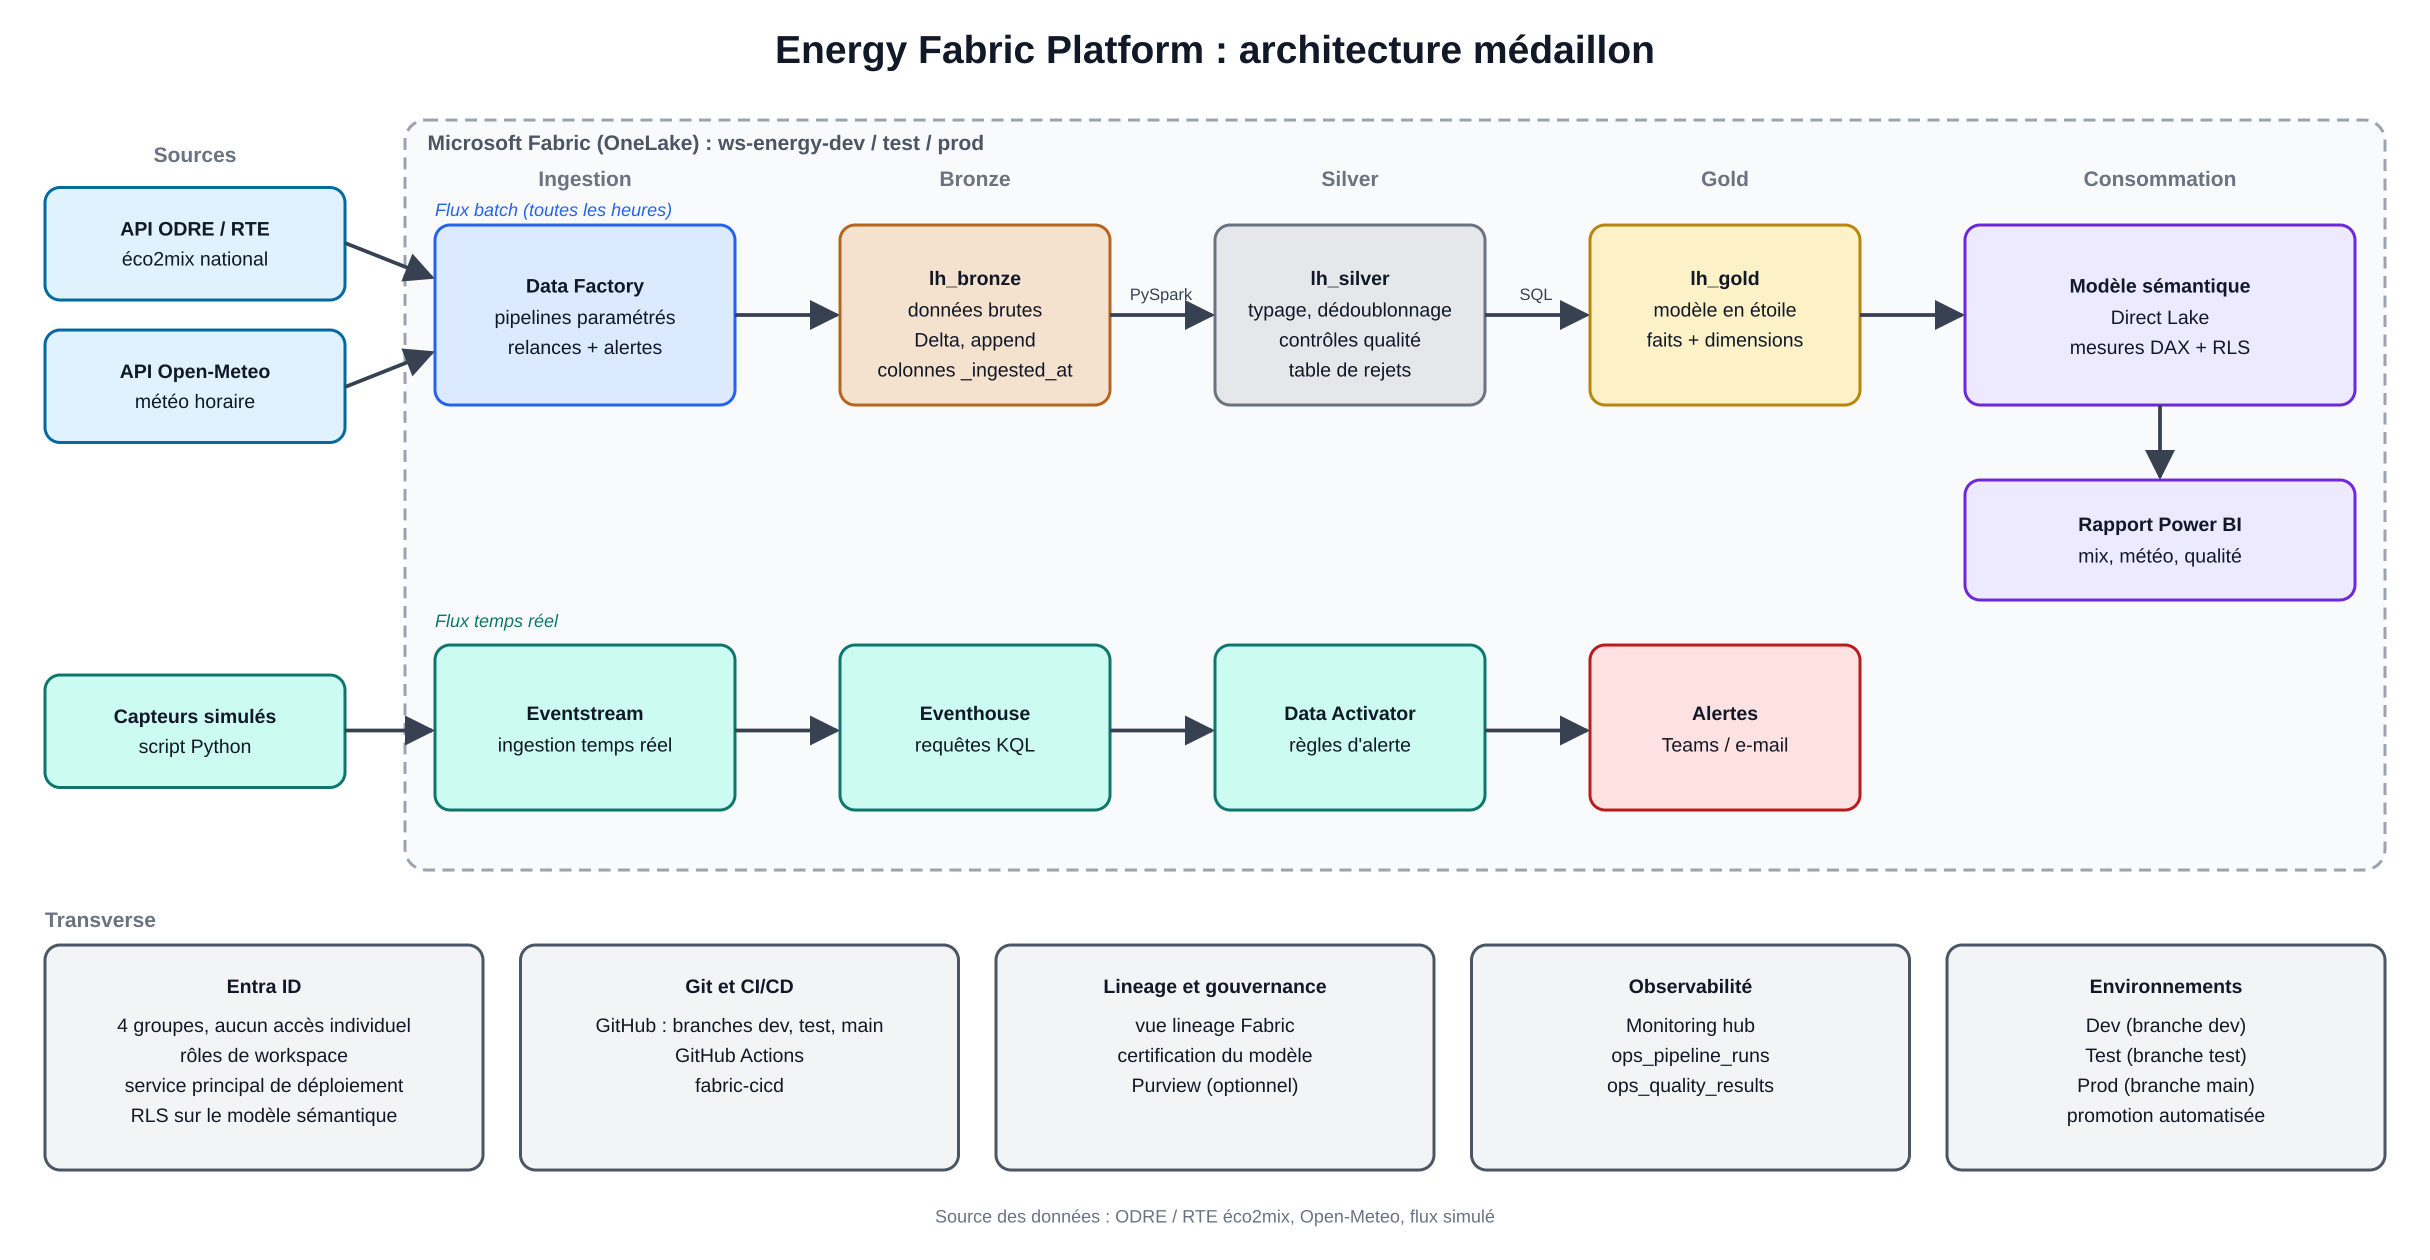 Energy Fabric Platform : architecture médaillon
Sources
Microsoft Fabric (OneLake) : ws-energy-dev / test / prod
Ingestion
Bronze
Silver
Gold
Consommation
Flux batch (toutes les heures)
API ODRE / RTE
éco2mix national
API Open-Meteo
météo horaire
Data Factory
pipelines paramétrés
relances + alertes
lh_bronze
données brutes
Delta, append
colonnes _ingested_at
PySpark
lh_silver
typage, dédoublonnage
contrôles qualité
table de rejets
SQL
lh_gold
modèle en étoile
faits + dimensions
Modèle sémantique
Direct Lake
mesures DAX + RLS
Rapport Power BI
mix, météo, qualité
Flux temps réel
Capteurs simulés
script Python
Eventstream
ingestion temps réel
Eventhouse
requêtes KQL
Data Activator
règles d'alerte
Alertes
Teams / e-mail
Transverse
Entra ID
4 groupes, aucun accès individuel
rôles de workspace
service principal de déploiement
RLS sur le modèle sémantique
Git et CI/CD
GitHub : branches dev, test, main
GitHub Actions
fabric-cicd
Lineage et gouvernance
vue lineage Fabric
certification du modèle
Purview (optionnel)
Observabilité
Monitoring hub
ops_pipeline_runs
ops_quality_results
Environnements
Dev (branche dev)
Test (branche test)
Prod (branche main)
promotion automatisée
Source des données : ODRE / RTE éco2mix, Open-Meteo, flux simulé